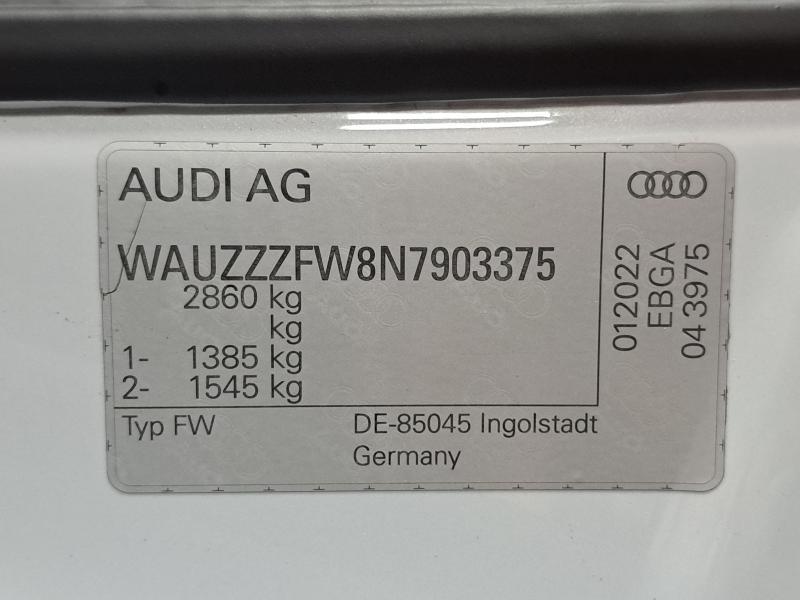 AUDI AG
WAUZZZFW8N7903375
2860 kg
kg
1- 1385 kg
2- 1545 kg
Typ FW
DE-85045 Ingolstadt
Germany
012022
EBGA
04 3975